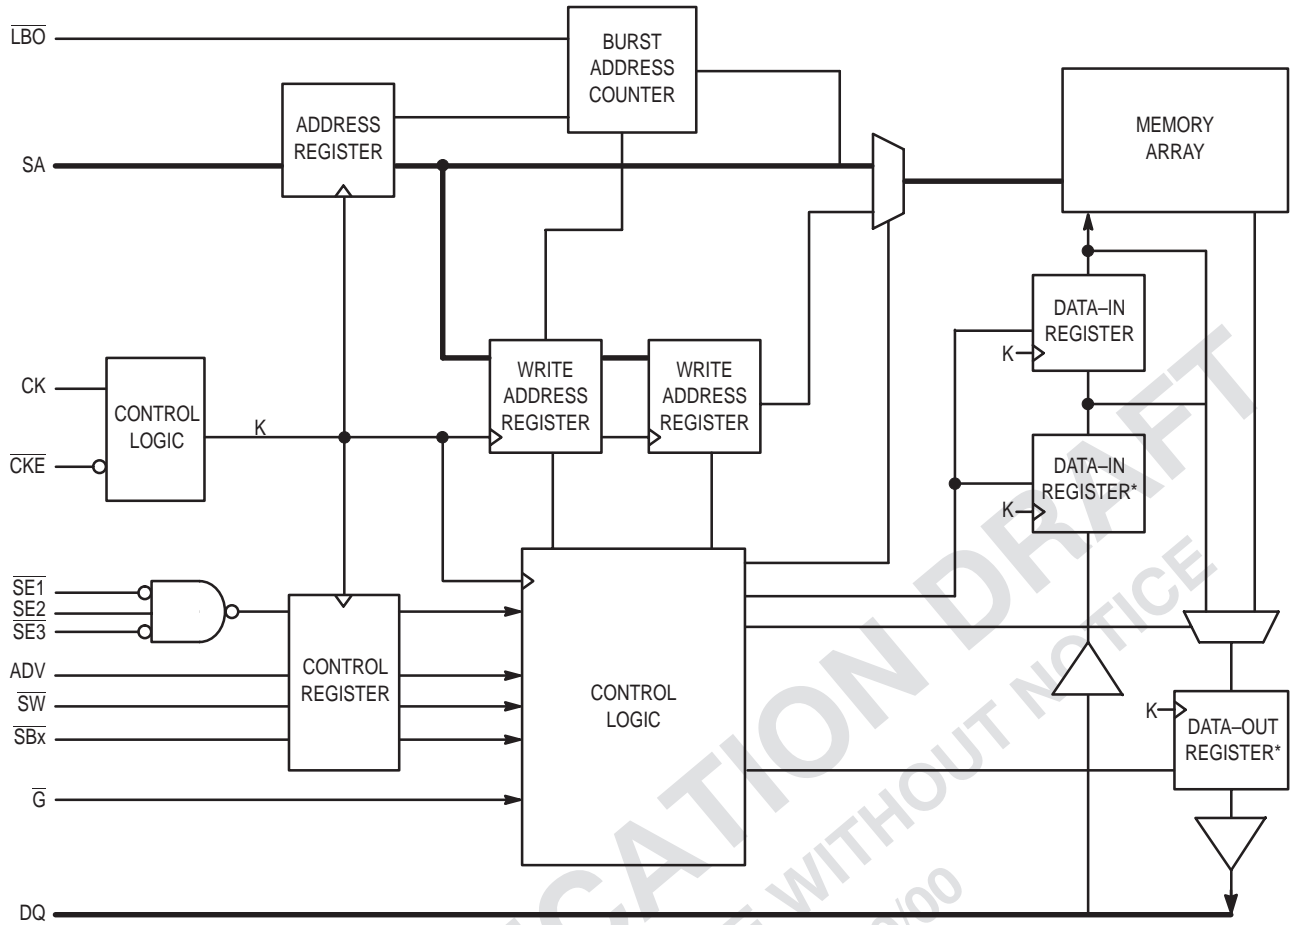 LBO
BURST
ADDRESS
COUNTER
ADDRESS
REGISTER
MEMORY
ARRAY
SA
DATA–IN
REGISTER
K
WRITE
ADDRESS
REGISTER
WRITE
ADDRESS
REGISTER
CK
CONTROL
LOGIC
K
CKE
DATA–IN
REGISTER*
K
SE1
SE2
SE3
ADV
SW
SBx
CONTROL
REGISTER
CONTROL
LOGIC
K
DATA–OUT
REGISTER*
G
DQ
CATION DRAFT
WITHOUT NOTICE
/00